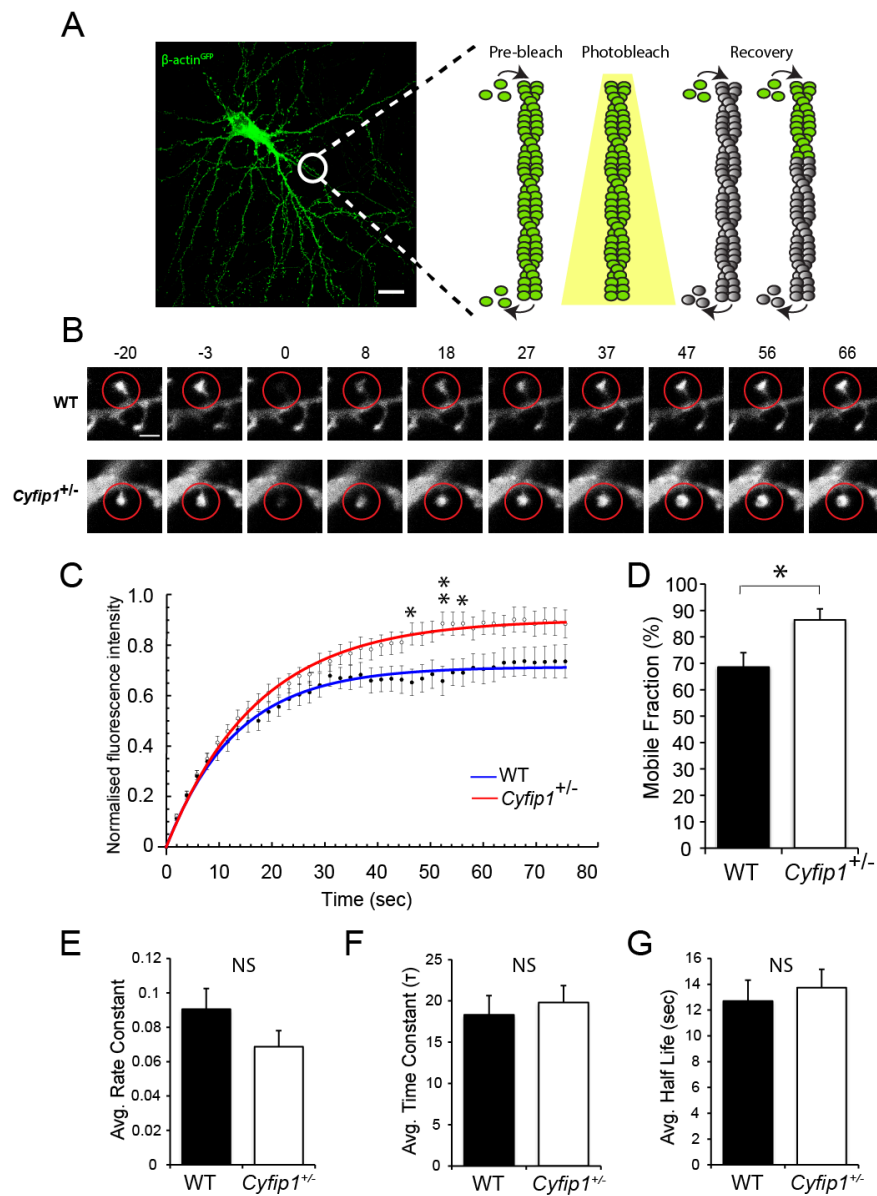 A
β-actinGFP
Pre-bleach Photobleach Recovery
B
-20 -3 0 8 18 27 37 47 56 66
WT
Cyfip1+/-
C
Normalised fluorescence intensity
1.0
0.8
0.6
0.4
0.2
0
0 10 20 30 40 50 60 70 80
Time (sec)
* * * *
WT
Cyfip1+/-
D
Mobile Fraction (%)
100
90
80
70
60
50
40
30
20
10
0
*
WT Cyfip1+/-
E
Avg. Rate Constant
0.12
0.1
0.08
0.06
0.04
0.02
0
NS
WT Cyfip1+/-
F
Avg. Time Constant (τ)
25
20
15
10
5
0
NS
WT Cyfip1+/-
G
Avg. Half Life (sec)
16
14
12
10
8
6
4
2
0
NS
WT Cyfip1+/-